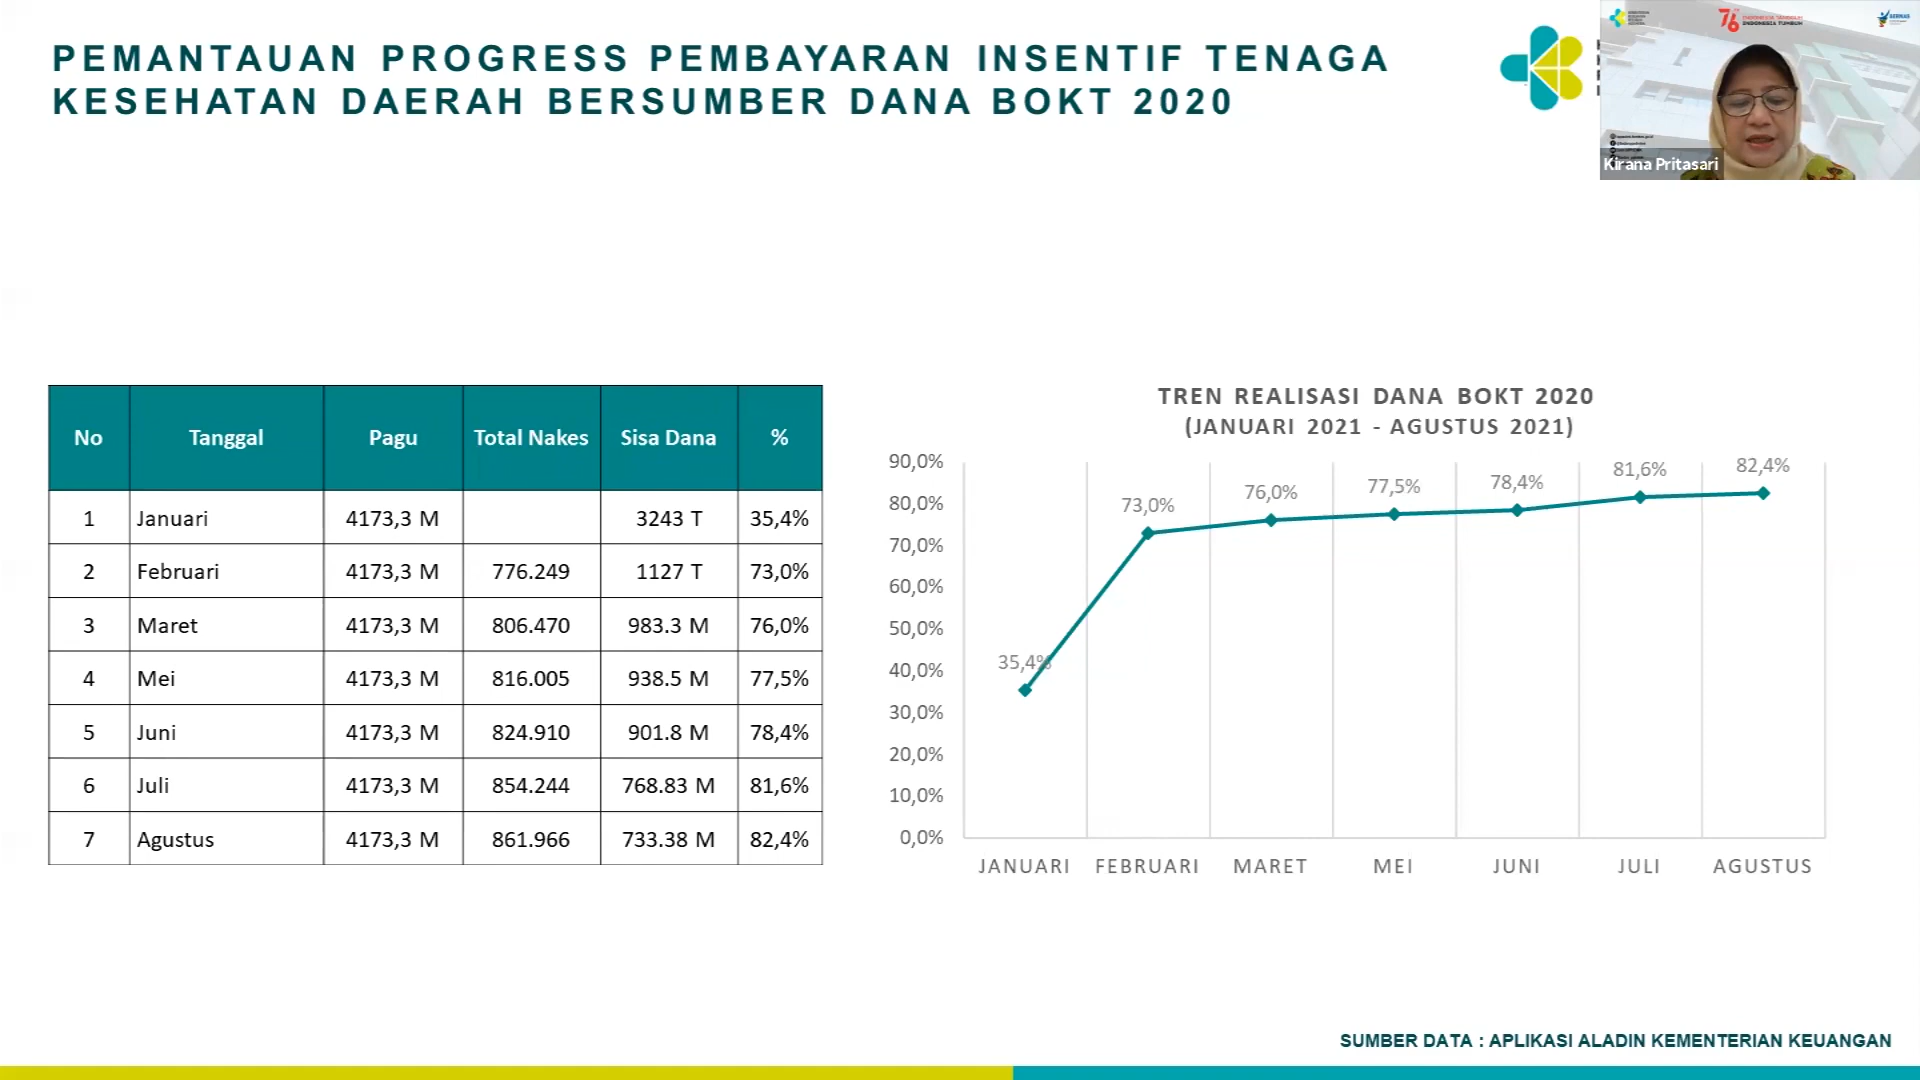 PEMANTAUAN PROGRESS PEMBAYARAN INSENTIF TENAGA
KESEHATAN DAERAH BERSUMBER DANA BOKT 2020
76 INDONESIA TANGGUH
INDONESIA TUMBUH
Kirana Pritasari
No Tanggal Pagu Total Nakes Sisa Dana %
1 Januari 4173,3 M 3243 T 35,4%
2 Februari 4173,3 M 776.249 1127 T 73,0%
3 Maret 4173,3 M 806.470 983.3 M 76,0%
4 Mei 4173,3 M 816.005 938.5 M 77,5%
5 Juni 4173,3 M 824.910 901.8 M 78,4%
6 Juli 4173,3 M 854.244 768.83 M 81,6%
7 Agustus 4173,3 M 861.966 733.38 M 82,4%
TREN REALISASI DANA BOKT 2020
(JANUARI 2021 - AGUSTUS 2021)
90,0%
80,0%
70,0%
60,0%
50,0%
40,0%
30,0%
20,0%
10,0%
0,0%
35,4%
73,0%
76,0%
77,5%
78,4%
81,6%
82,4%
JANUARI FEBRUARI MARET MEI JUNI JULI AGUSTUS
SUMBER DATA : APLIKASI ALADIN KEMENTERIAN KEUANGAN